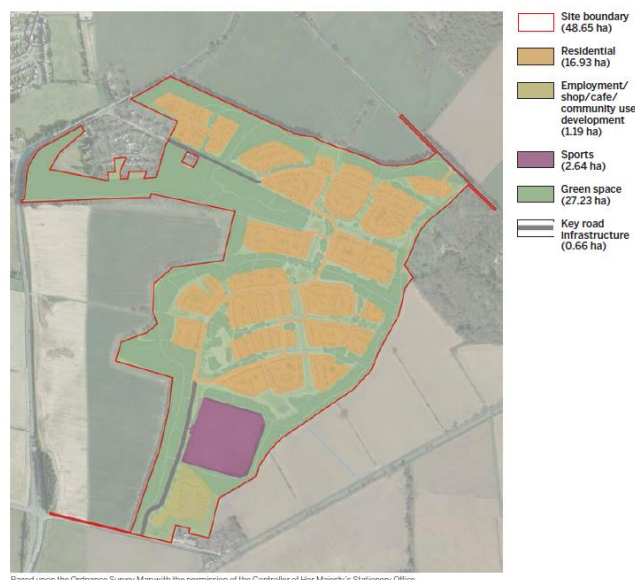 Site boundary
(48.65 ha)
Residential
(16.93 ha)
Employment/
shop/cafe/
community use
development
(1.19 ha)
Sports
(2.64 ha)
Green space
(27.23 ha)
Key road
Infrastructure
(0.66 ha)
Based upon the Ordnance Survey Map with the permission of the Controller of Her Majesty's Stationery Office